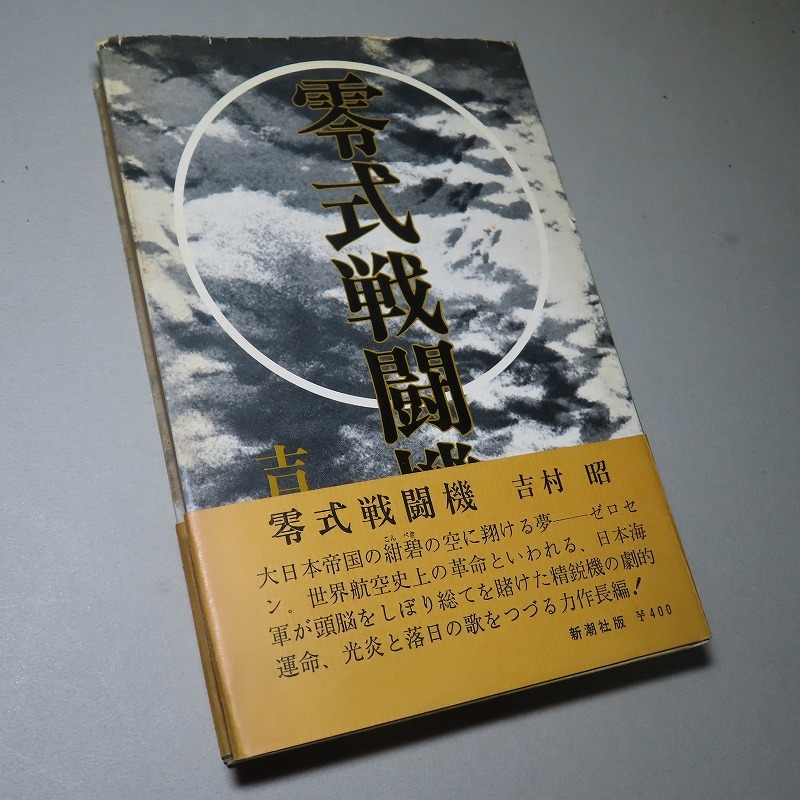 零式戦闘機
吉
零式戦闘機 吉村 昭
大日本帝国の紺碧の空に翔ける夢――ゼロセ
こん ぺき
ン。世界航空史上の革命といわれる、日本海
軍が頭脳をしぼり総てを賭けた精鋭機の劇的
運命、光炎と落日の歌をつづる力作長編!
新潮社版 ¥400